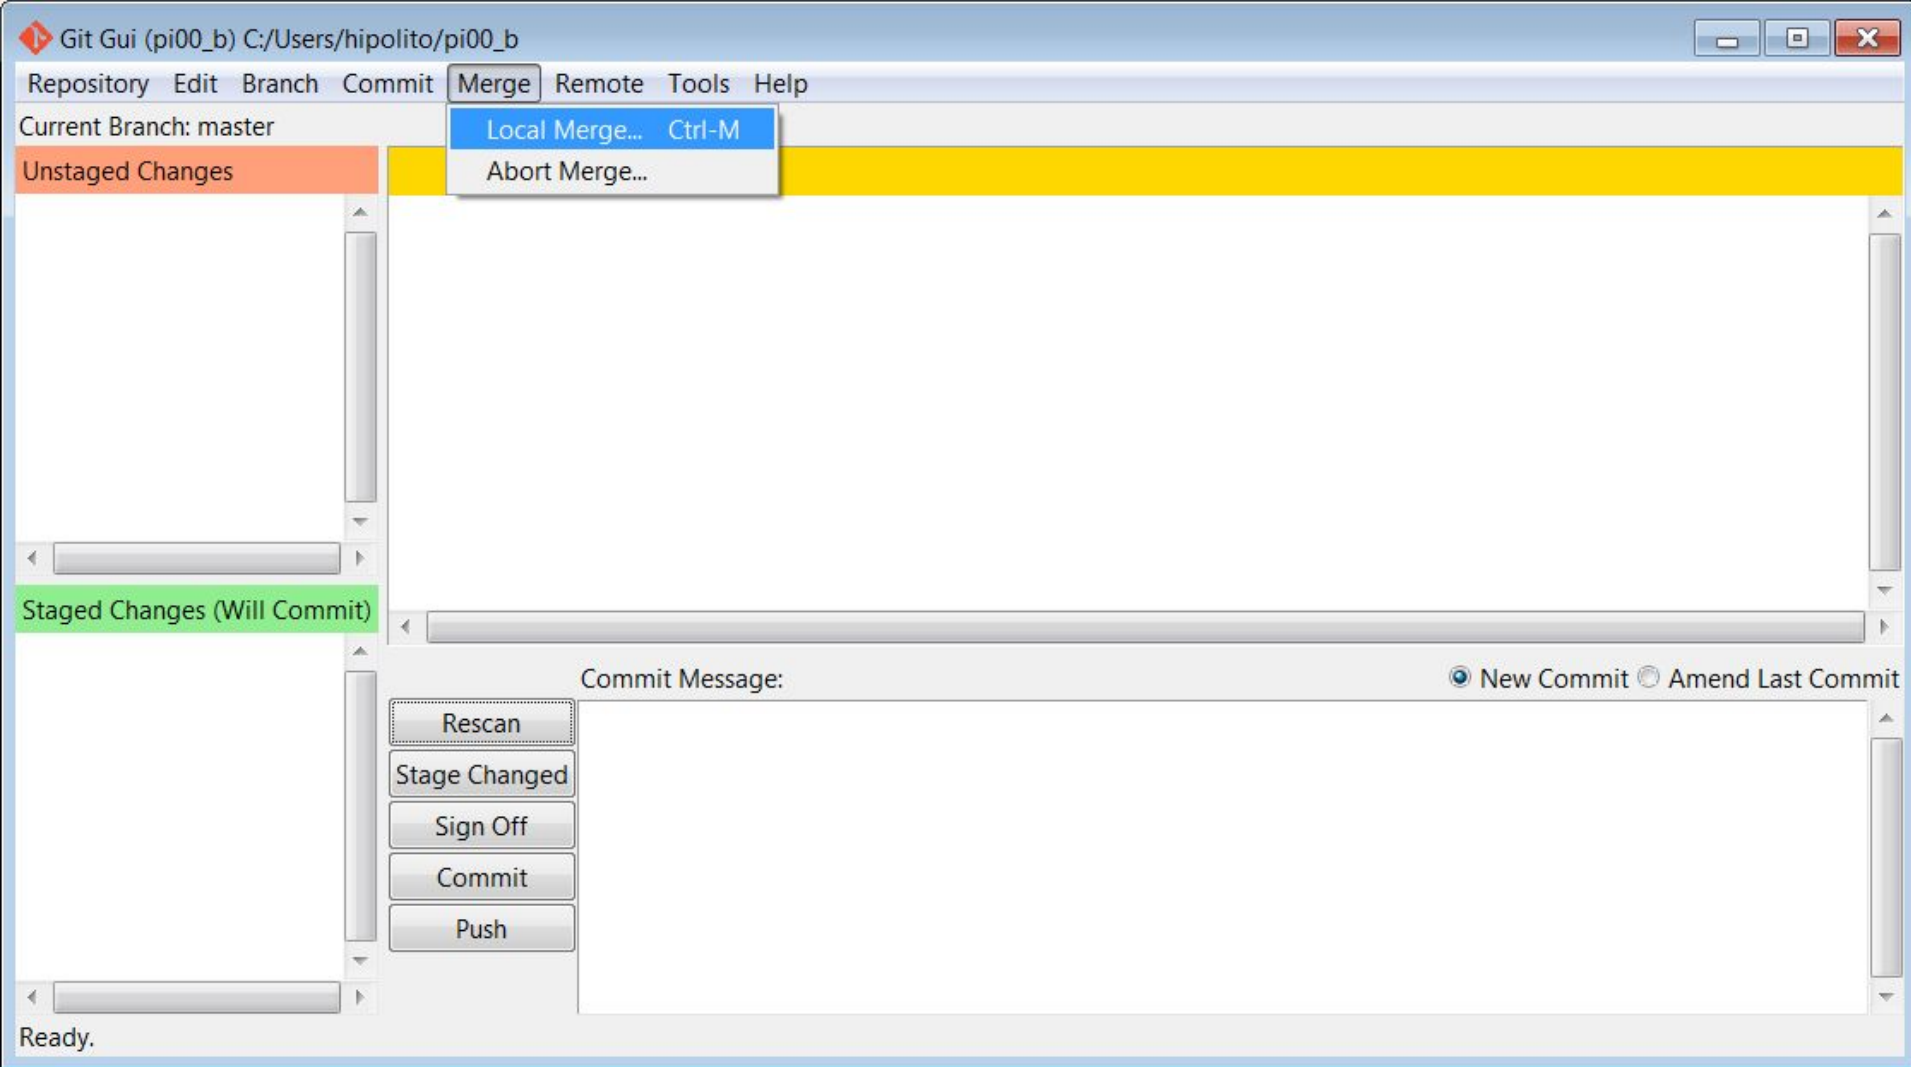 Git Gui (pi00_b) C:/Users/hipolito/pi00_b
Repository Edit Branch Commit Merge Remote Tools Help
Current Branch: master
Local Merge... Ctrl-M
Abort Merge...
Unstaged Changes
Staged Changes (Will Commit)
Commit Message:
New Commit
Amend Last Commit
Rescan
Stage Changed
Sign Off
Commit
Push
Ready.